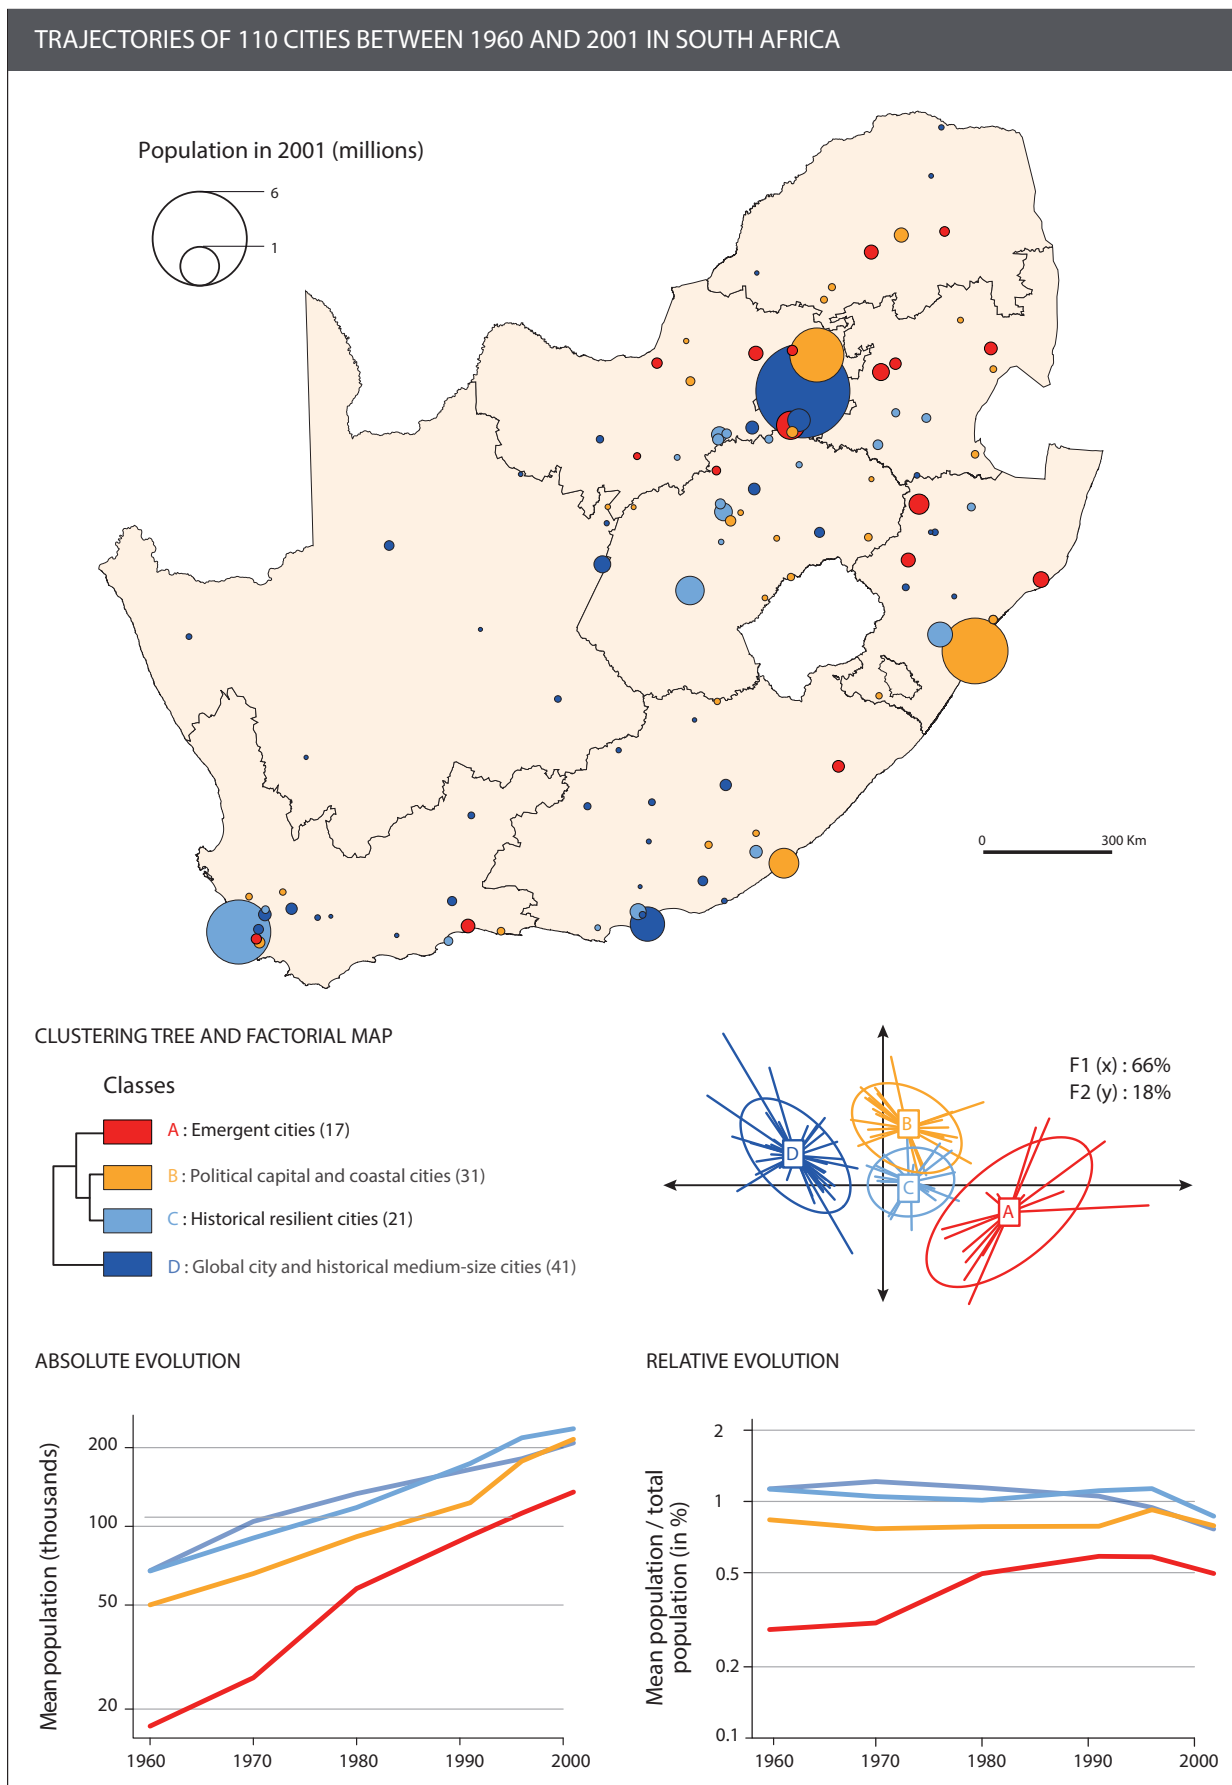 TRAJECTORIES OF 110 CITIES BETWEEN 1960 AND 2001 IN SOUTH AFRICA
Population in 2001 (millions)
6
1
0
300 Km
CLUSTERING TREE AND FACTORIAL MAP
Classes
A : Emergent cities (17)
B : Political capital and coastal cities (31)
C : Historical resilient cities (21)
D : Global city and historical medium-size cities (41)
F1 (x) : 66%
F2 (y) : 18%
B
D
C
A
ABSOLUTE EVOLUTION
Mean population (thousands)
200
100
50
20
1960 1970 1980 1990 2000
RELATIVE EVOLUTION
Mean population / total
population (in %)
2
1
0.5
0.2
0.1
1960 1970 1980 1990 2000